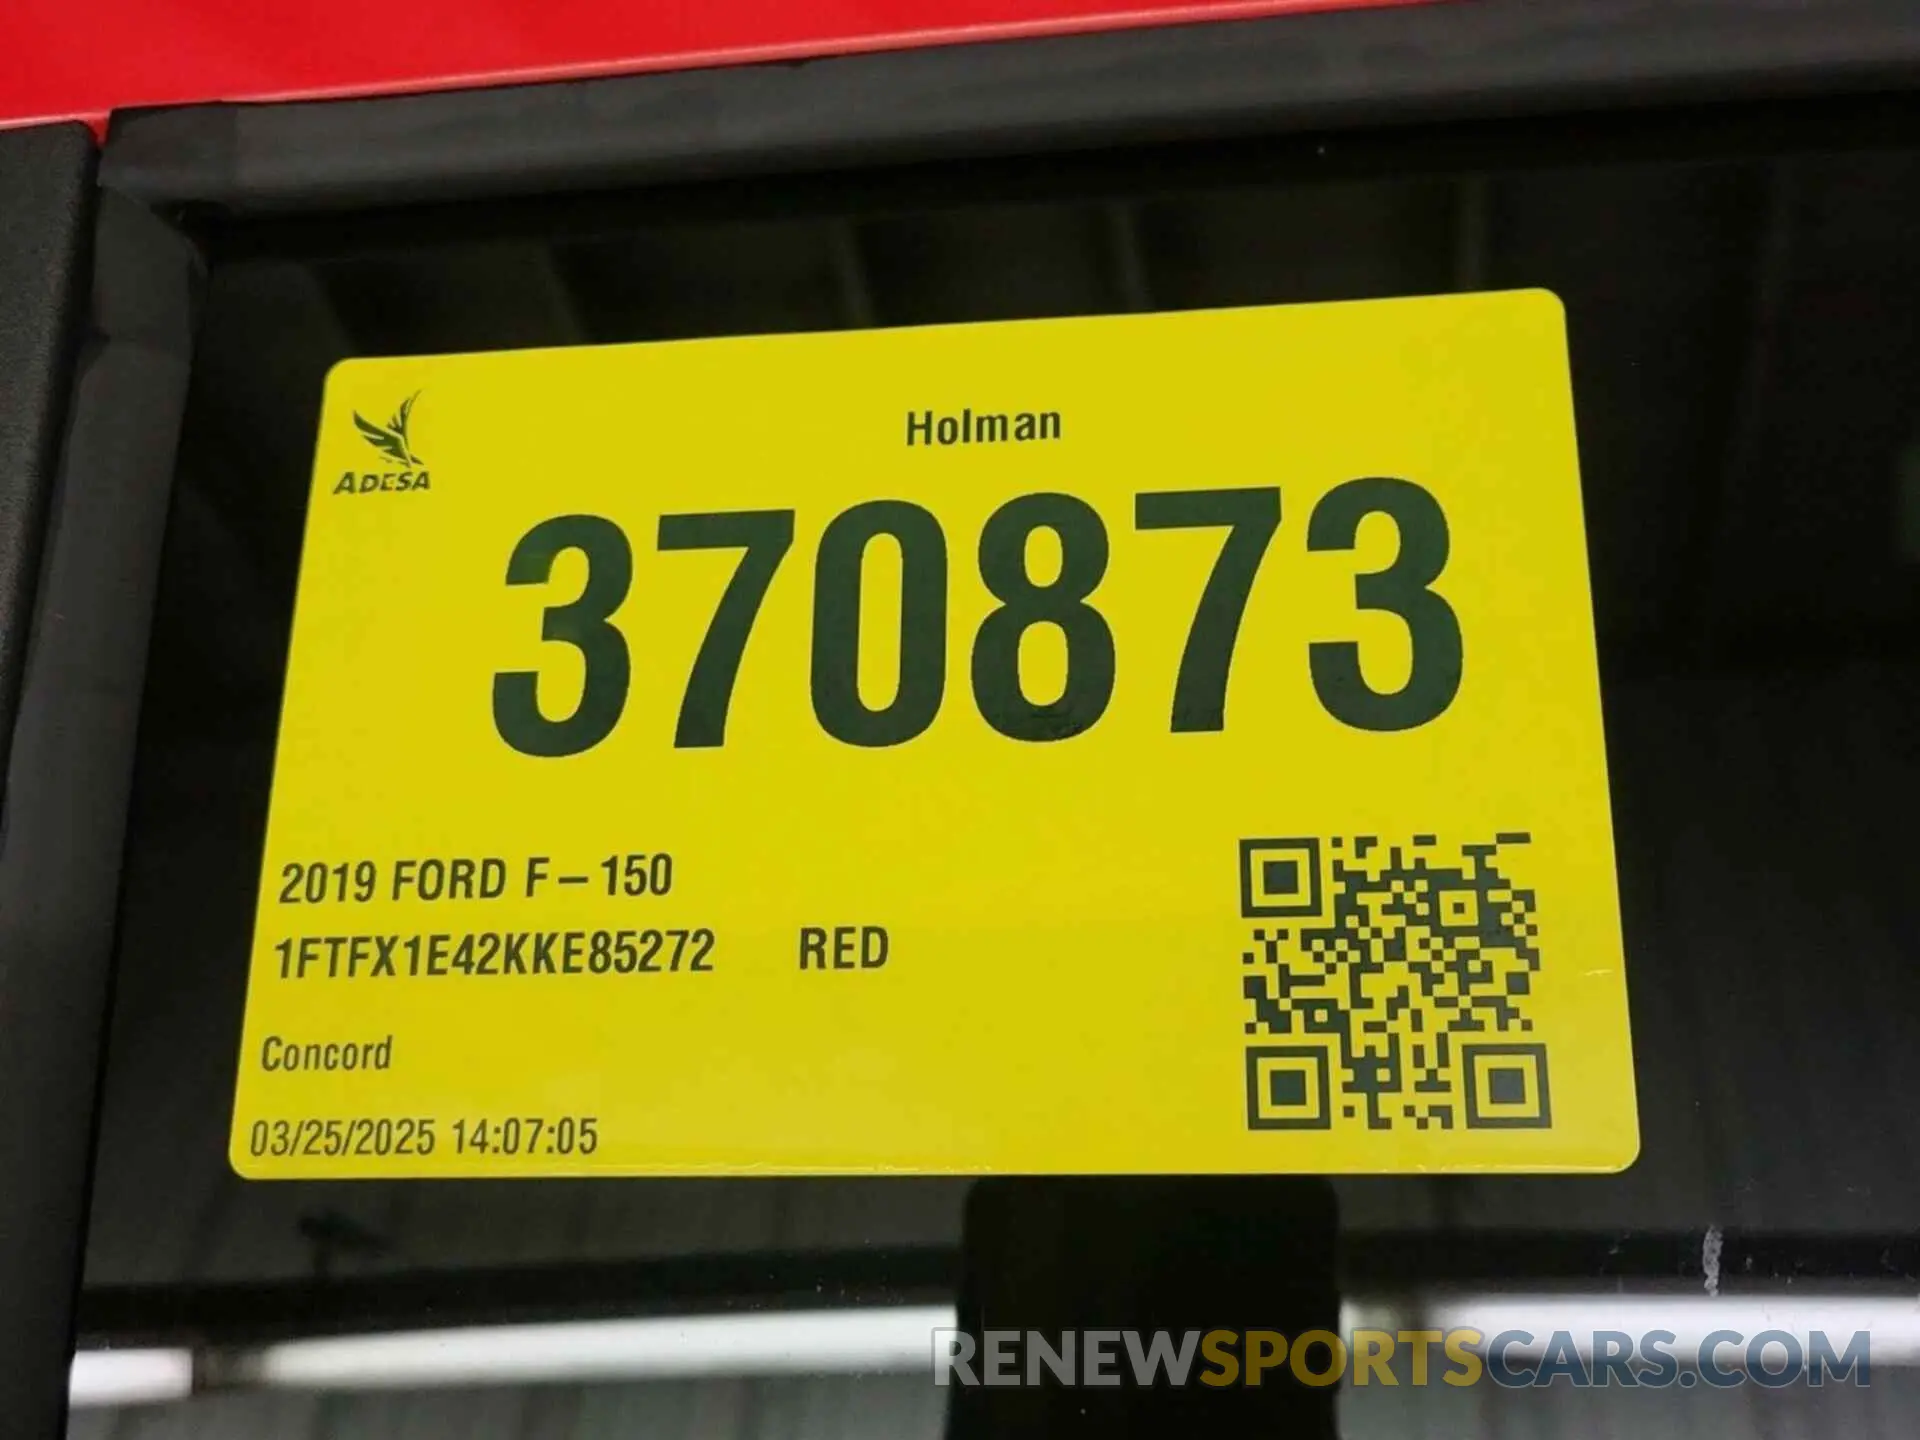 Holman
ADESA
370873
2019 FORD F-150
1FTFX1E42KKE85272 RED
Concord
03/25/2025 14:07:05
RENEWSPORTSCARS.COM